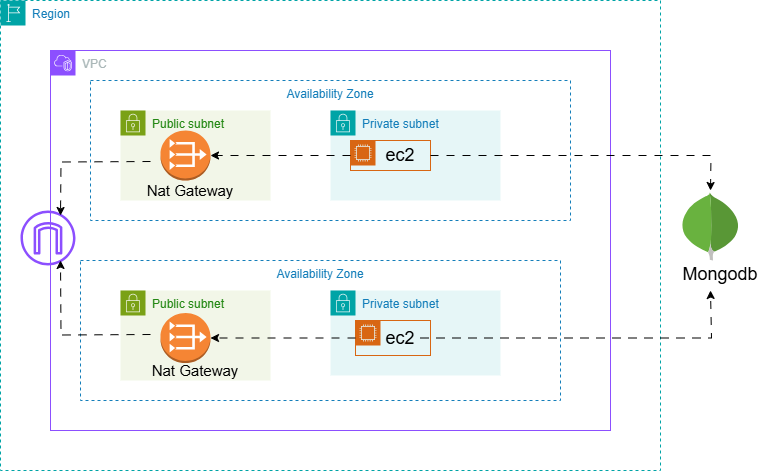 Region
VPC
Availability Zone
Public subnet
Private subnet
ec2
Nat Gateway
Mongodb
Availability Zone
Public subnet
Private subnet
ec2
Nat Gateway